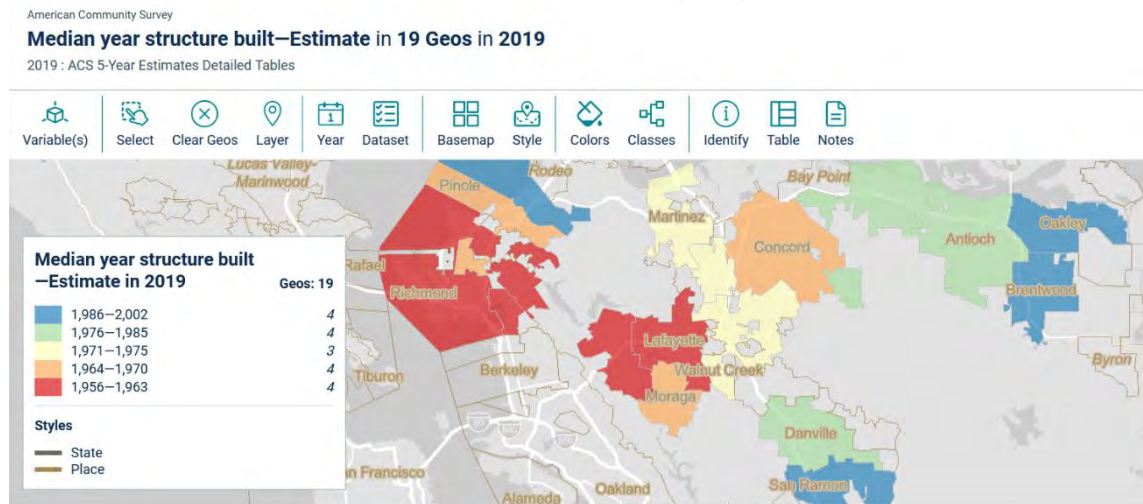 American Community Survey
Median year structure built—Estimate in 19 Geos in 2019
2019 : ACS 5-Year Estimates Detailed Tables
Variable(s) Select Clear Geos Layer Year Dataset Basemap Style Colors Classes Identify Table Notes
1
Lucas Valley-
Marinwood
Rodeo
Pinole
Bay Point
Martinez
Oakley
Concord
Antioch
Rafael
Richmond
Brentwood
Lafayette
Byron
Tiburon
Berkeley
Walnut Creek
Moraga
Danville
n Francisco
Oakland
San Ramon
Alameda
Median year structure built
—Estimate in 2019 Geos: 19
1,986—2,002 4
1,976—1,985 4
1,971—1,975 3
1,964—1,970 4
1,956—1,963 4
Styles
State
Place